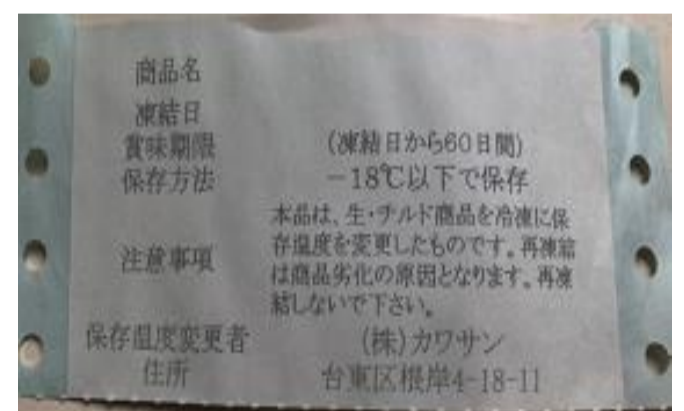 商品名
凍結日
賞味期限 (凍結日から60日間)
保存方法 －18℃以下で保存
注意事項 本品は、生・チルド商品を冷凍に保
存温度を変更したものです。再凍結
は商品劣化の原因となります。再凍
結しないで下さい。
保存温度変更者 (株)カワサン
住所 台東区根岸4-18-11